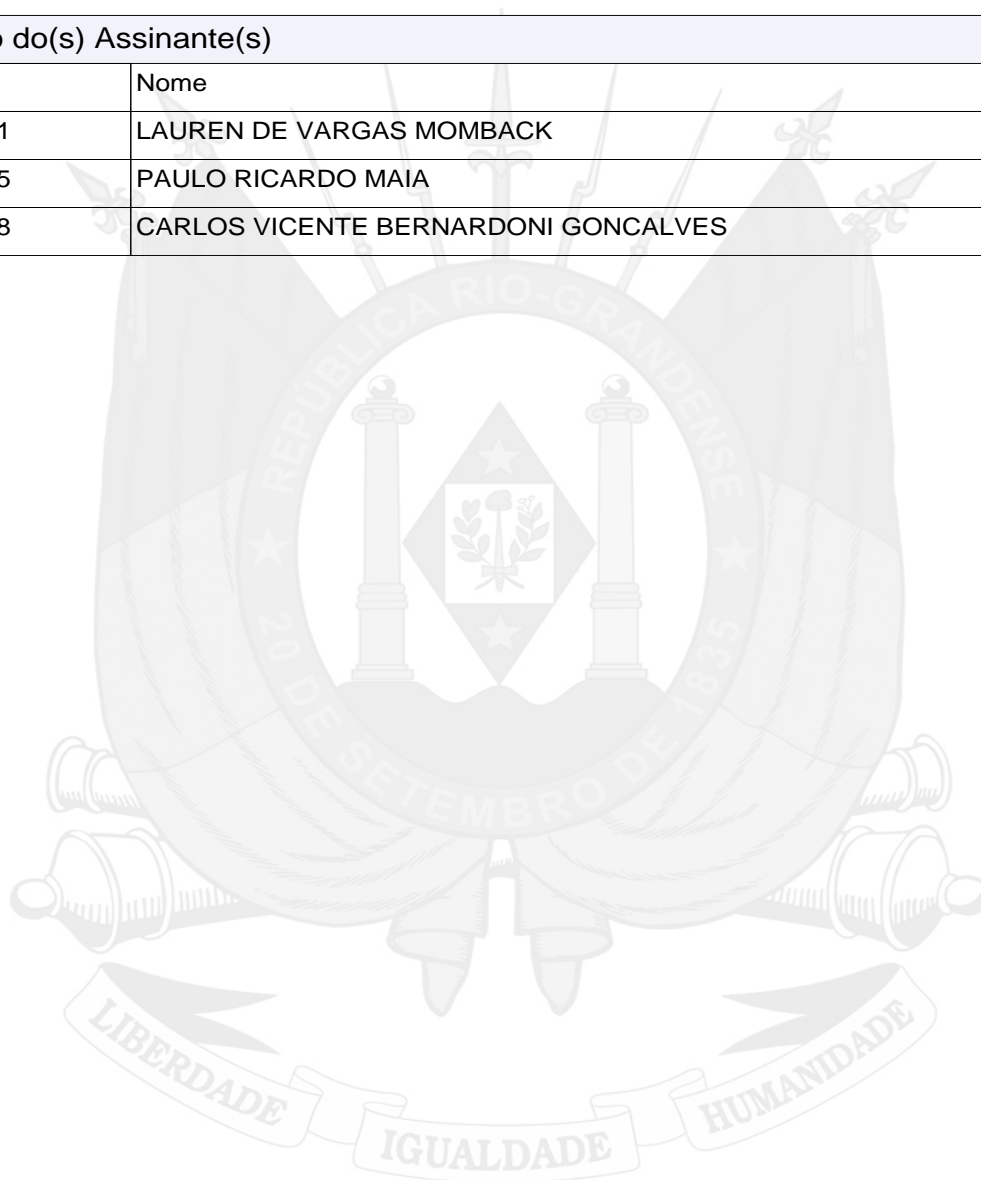 o do(s) Assinante(s)
Nome
1 LAUREN DE VARGAS MOMBACK
5 PAULO RICARDO MAIA
8 CARLOS VICENTE BERNARDONI GONCALVES
REPÚBLICA RIO-GRANDENSE
20 DE SETEMBRO DE 1835
LIBERDADE IGUALDADE HUMANIDADE